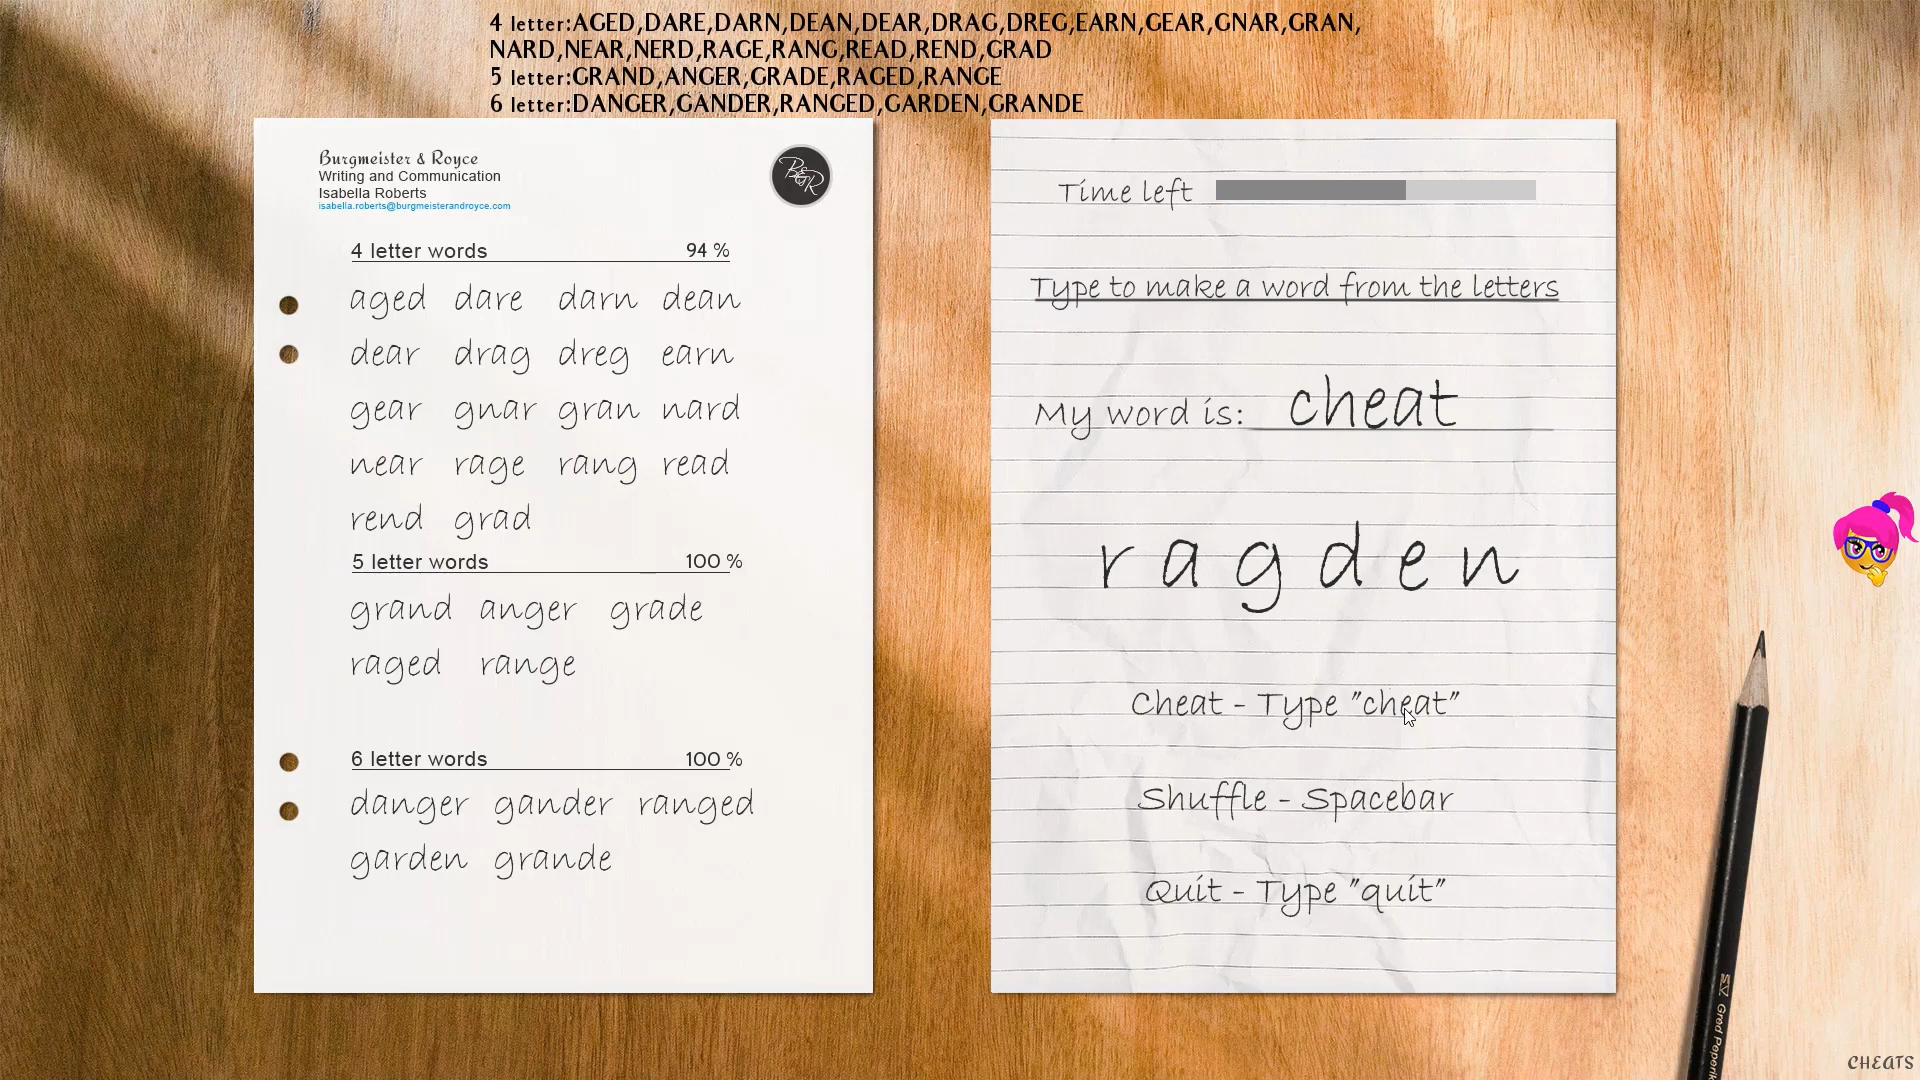 4 letter:AGED,DARE,DARN,DEAN,DEAR,DRAG,DREG,EARN,GEAR,GNAR,GRAN,
NARD,NEAR,NERD,RAGE,RANG,READ,REND,GRAD
5 letter:GRAND,ANGER,GRADE,RAGED,RANGE
6 letter:DANGER,GANDER,RANGED,GARDEN,GRANDE
Burgmeister & Royce
Writing and Communication
Isabella Roberts
isabella.roberts@burgmeisterandroyce.com
B&R
4 letter words 94 %
aged dare darn dean
dear drag dreg earn
gear gnar gran nard
near rage rang read
rend grad
5 letter words 100 %
grand anger grade
raged range
6 letter words 100 %
danger gander ranged
garden grande
Time left
Type to make a word from the letters
My word is: cheat
r a g d e n
Cheat - Type "cheat"
Shuffle - Spacebar
Quit - Type "quit"
CHEATS